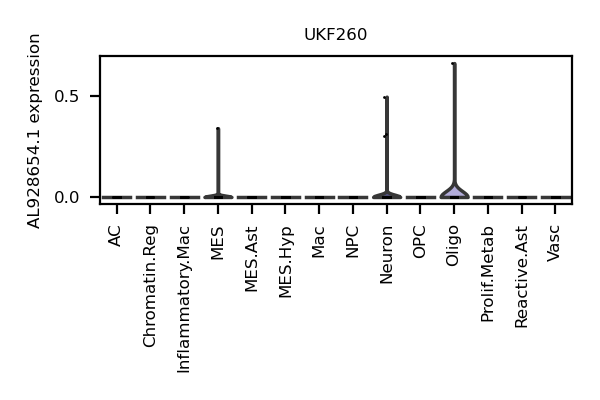 UKF260
AL928654.1 expression
0.5
0.0
AC
Chromatin.Reg
Inflammatory.Mac
MES
MES.Ast
MES.Hyp
Mac
NPC
Neuron
OPC
Oligo
Prolif.Metab
Reactive.Ast
Vasc